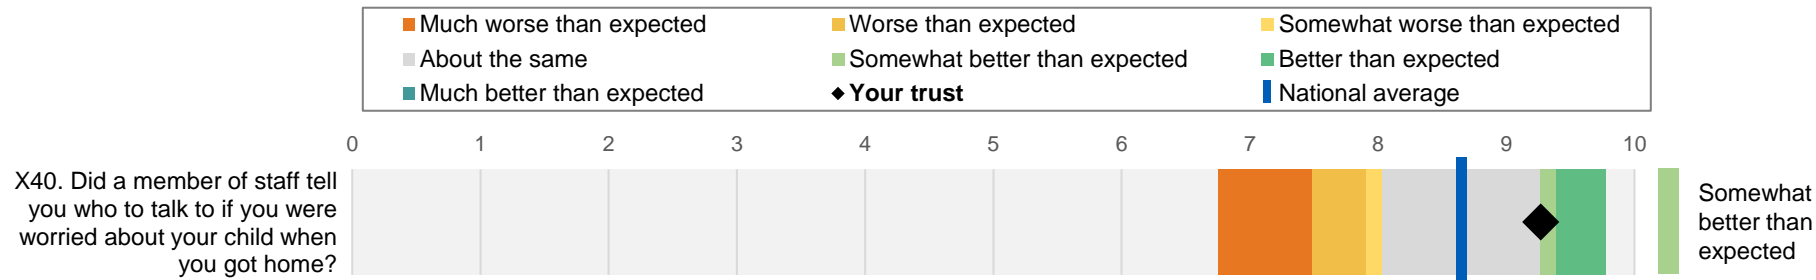 Much worse than expected
Worse than expected
Somewhat worse than expected
About the same
Somewhat better than expected
Better than expected
Much better than expected
Your trust
National average
0 1 2 3 4 5 6 7 8 9 10
X40. Did a member of staff tell
you who to talk to if you were
worried about your child when
you got home?
Somewhat
better than
expected